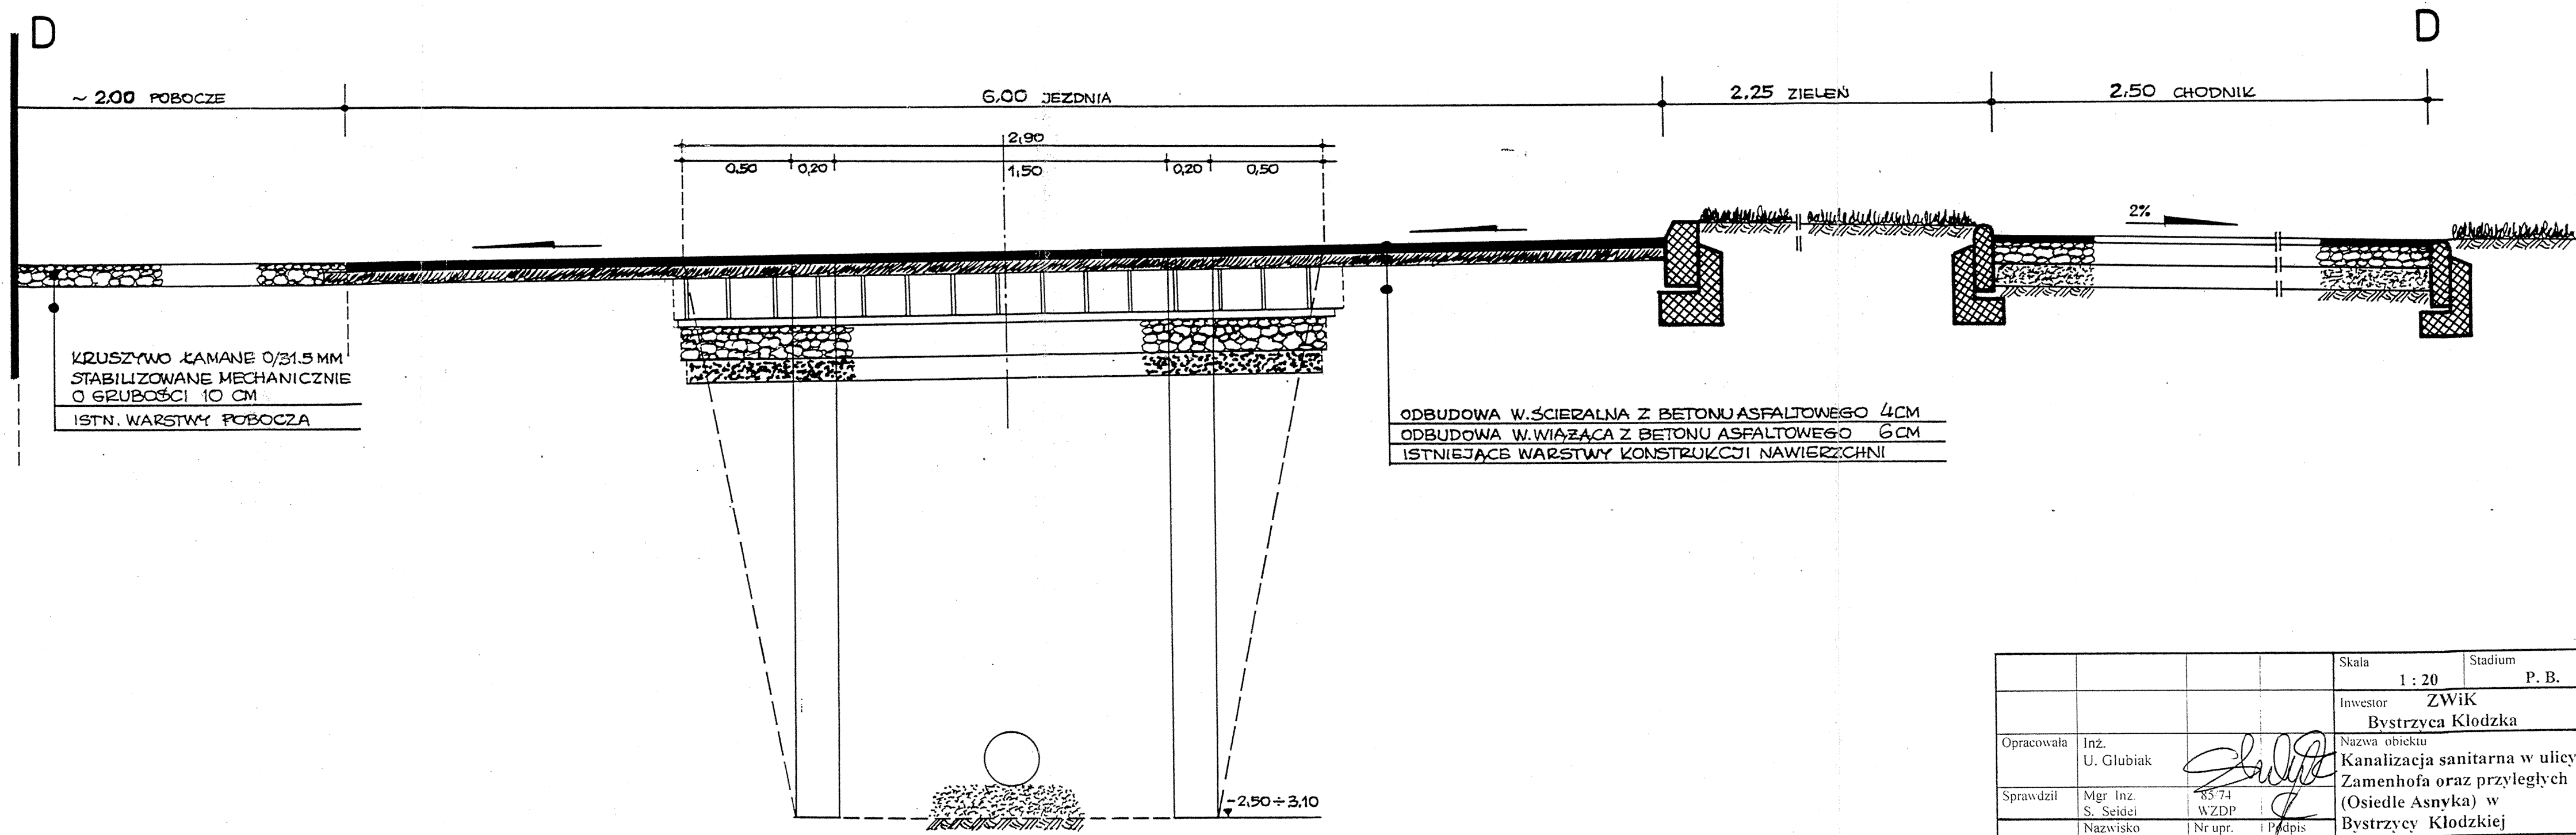 D
D
~ 2.00 POBOCZE
6,00 JEZDNIA
2,25 ZIELEŃ
2,50 CHODNIK
2,90
0.50 0,20 1,50 0,20 0,50
2%
KRUSZYWO ŁAMANE 0/31.5 MM
STABILIZOWANE MECHANICZNIE
O GRUBOŚCI 10 CM
ISTN. WARSTWY POBOCZA
ODBUDOWA W. ŚCIERALNA Z BETONU ASFALTOWEGO 4CM
ODBUDOWA W. WIĄŻĄCA Z BETONU ASFALTOWEGO 6CM
ISTNIEJĄCE WARSTWY KONSTRUKCJI NAWIERZCHNI
-2,50÷3,10
Skala
1 : 20
Stadium
P. B.
Inwestor ZWiK
Bystrzyca Kłodzka
Opracowała
Inż.
U. Glubiak
Nazwa obiektu
Kanalizacja sanitarna w ulicy
Zamenhofa oraz przyległych
(Osiedle Asnyka) w
Bystrzycy Kłodzkiej
Sprawdził
Mgr Inż.
S. Seidel
85/74
WZDP
Nazwisko
Nr upr.
Podpis